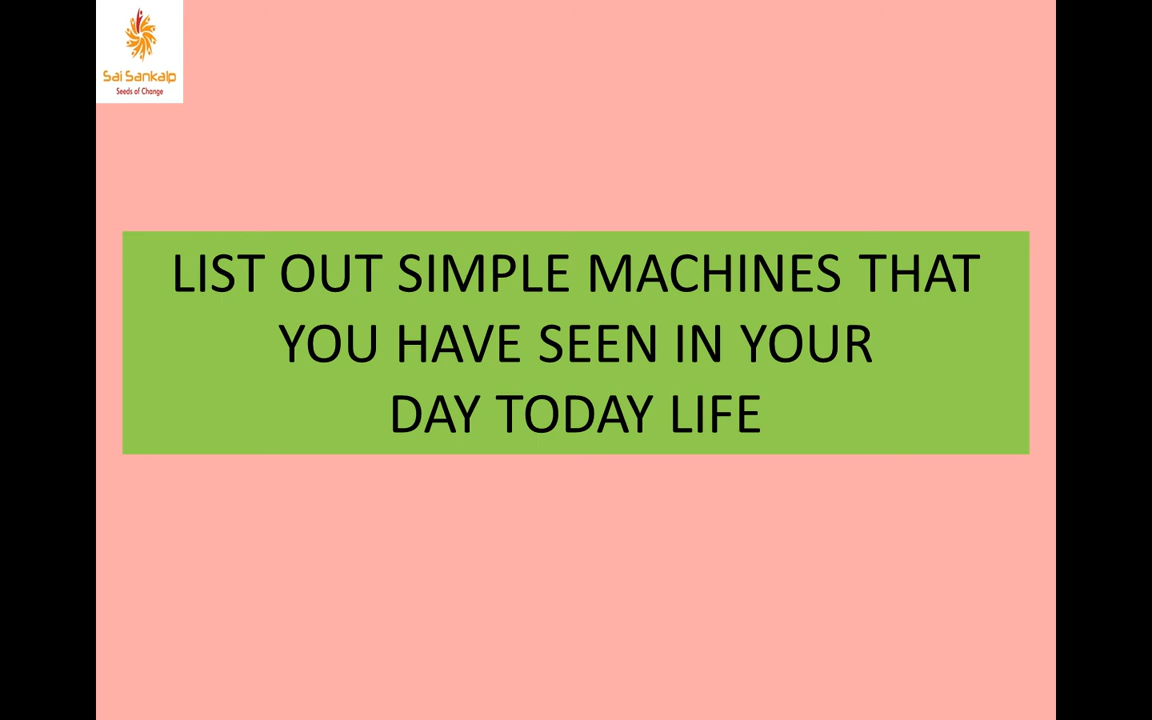 Sai Sankalp
Seeds of Change
LIST OUT SIMPLE MACHINES THAT
YOU HAVE SEEN IN YOUR
DAY TODAY LIFE